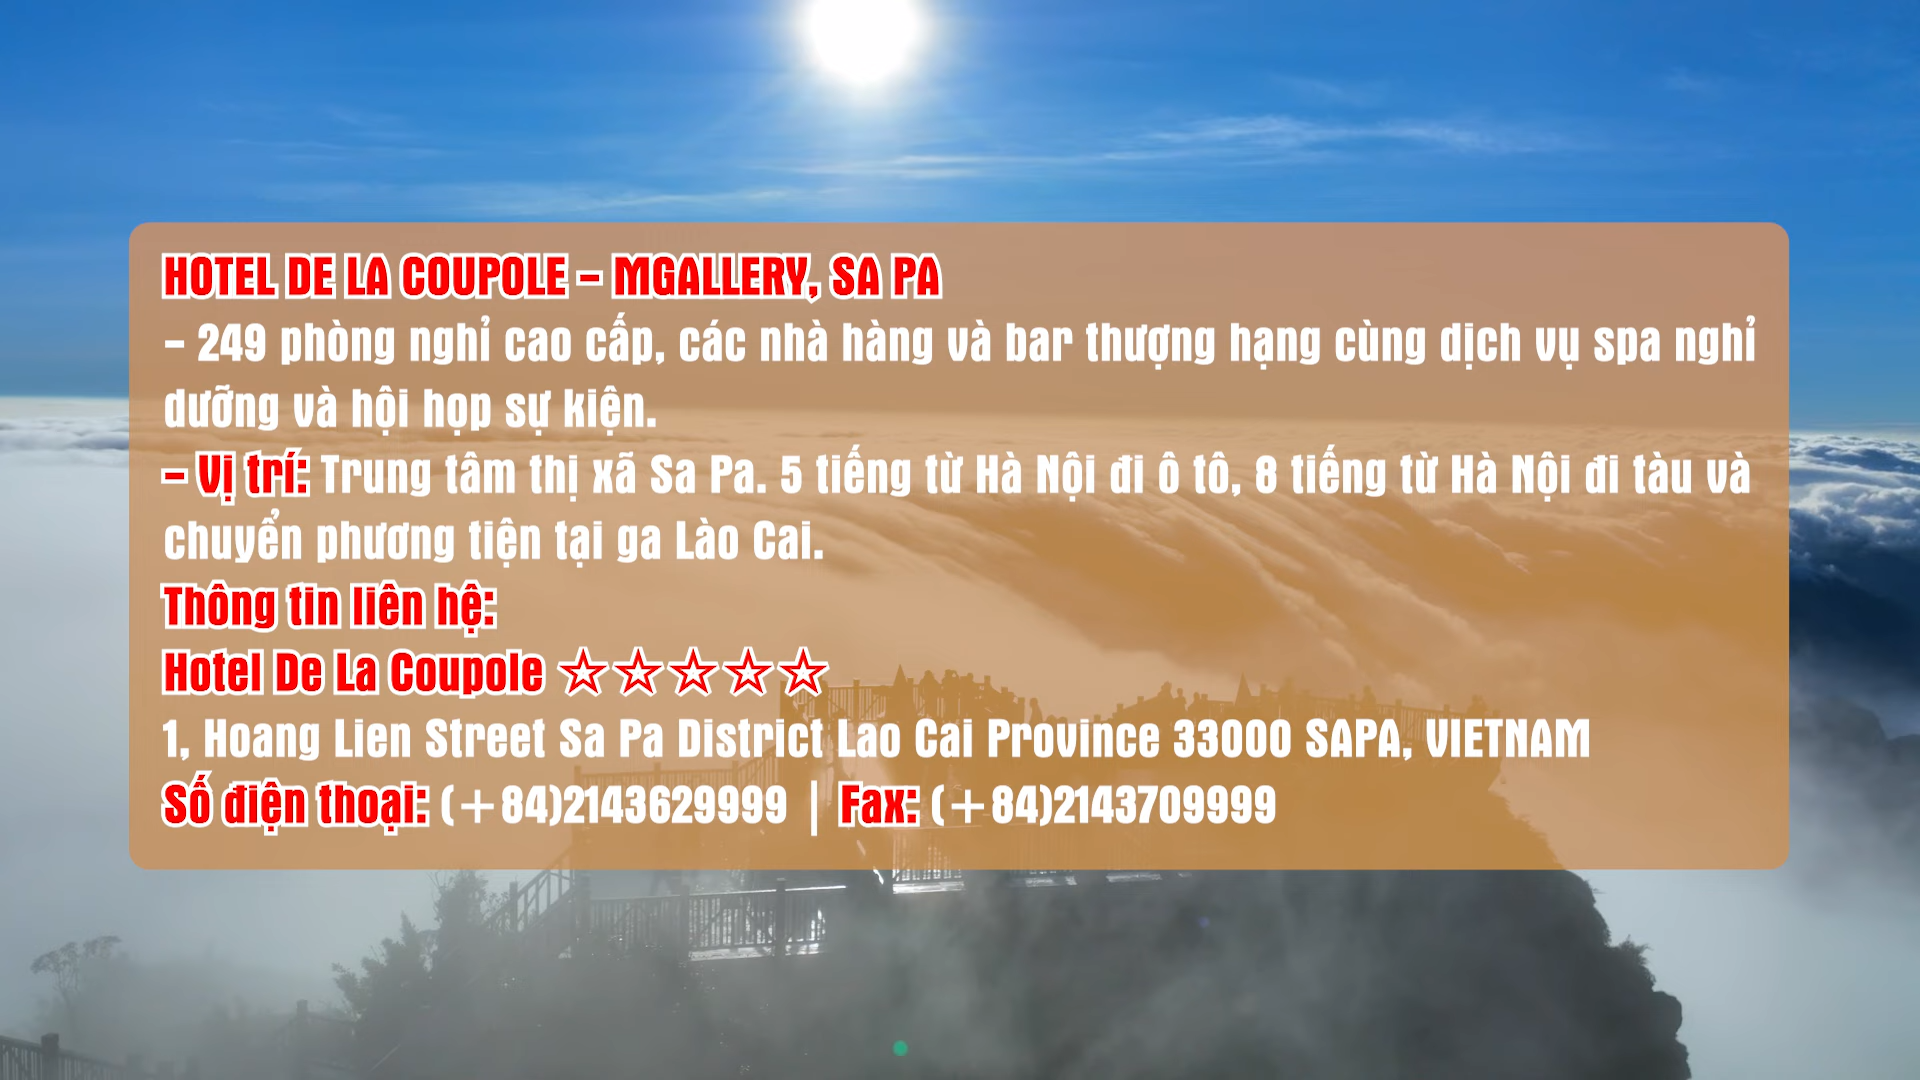 HOTEL DE LA COUPOLE – MGALLERY, SA PA
– 249 phòng nghỉ cao cấp, các nhà hàng và bar thượng hạng cùng dịch vụ spa nghỉ
dưỡng và hội họp sự kiện.
– Vị trí: Trung tâm thị xã Sa Pa. 5 tiếng từ Hà Nội đi ô tô, 8 tiếng từ Hà Nội đi tàu và
chuyển phương tiện tại ga Lào Cai.
Thông tin liên hệ:
Hotel De La Coupole ☆☆☆☆☆
1, Hoang Lien Street Sa Pa District Lao Cai Province 33000 SAPA, VIETNAM
Số điện thoại: (+84)2143629999 | Fax: (+84)2143709999